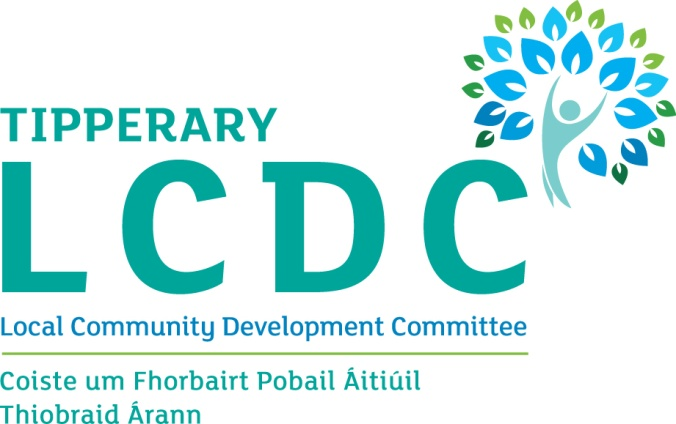 TIPPERARY
LCDC
Local Community Development Committee
Coiste um Fhorbairt Pobail Áitiúil
Thiobraid Árann